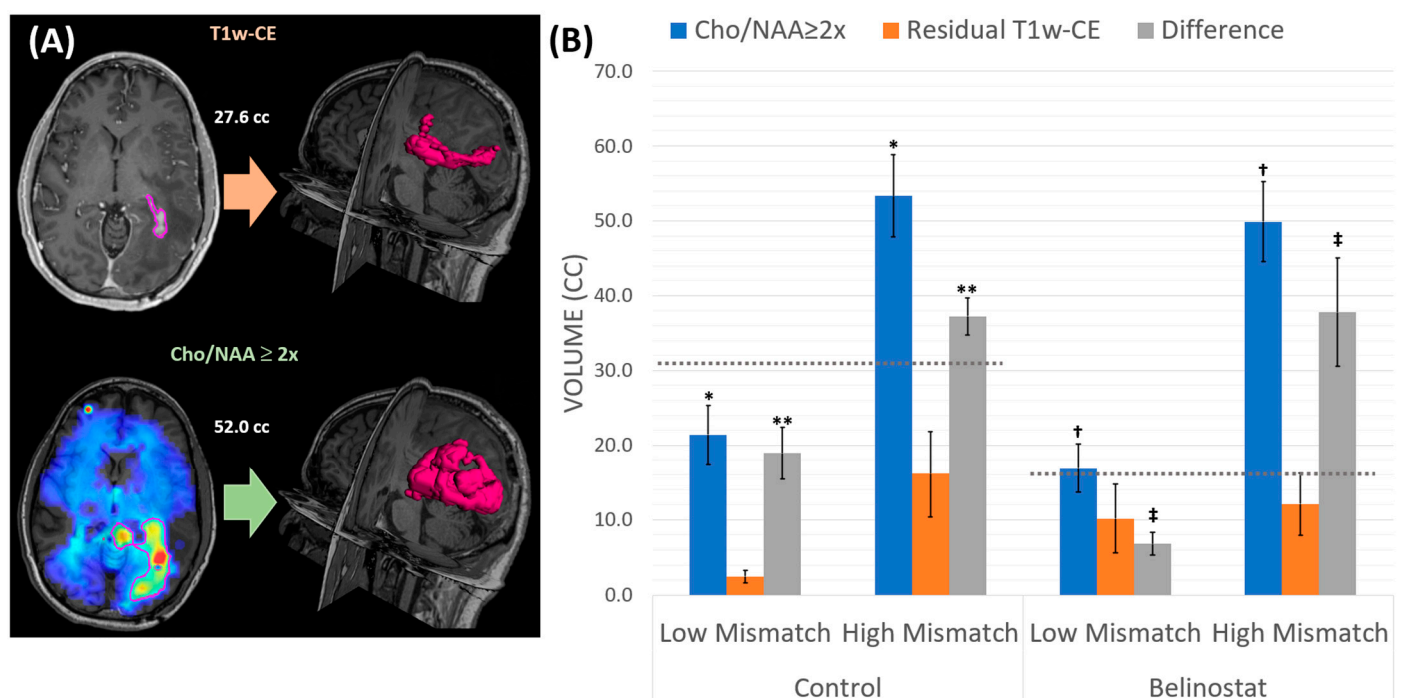 (A)
T1w-CE
27.6 cc
Cho/NAA ≥ 2x
52.0 cc
(B)
Cho/NAA≥2x Residual T1w-CE Difference
VOLUME (CC)
70.0
60.0
50.0
40.0
30.0
20.0
10.0
0.0
* ** * ** † ‡ † ‡
Low Mismatch High Mismatch Low Mismatch High Mismatch
Control Belinostat